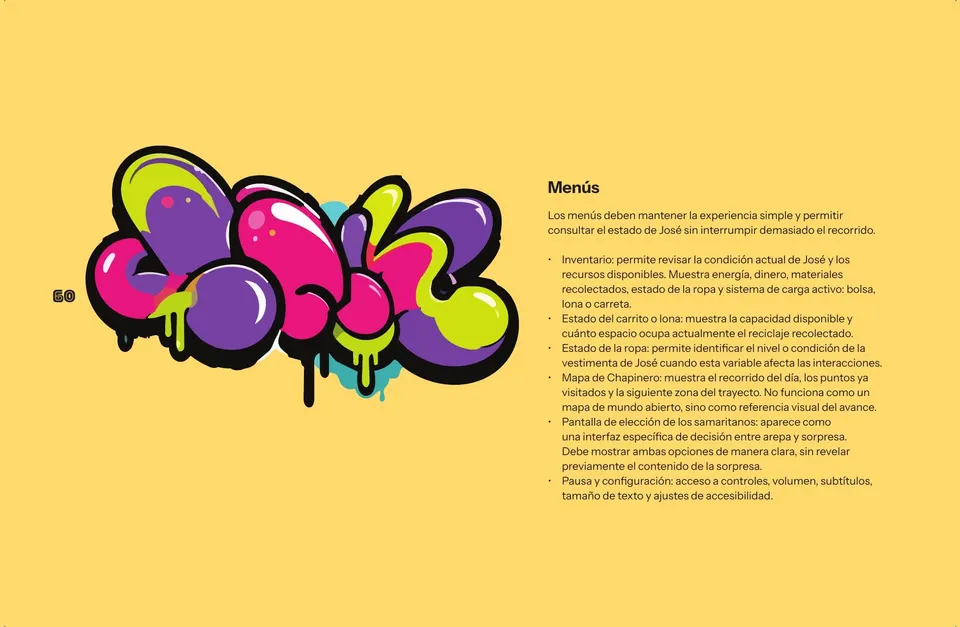 60
Menús
Los menús deben mantener la experiencia simple y permitir
consultar el estado de José sin interrumpir demasiado el recorrido.
• Inventario: permite revisar la condición actual de José y los
recursos disponibles. Muestra energía, dinero, materiales
recolectados, estado de la ropa y sistema de carga activo: bolsa,
lona o carreta.
• Estado del carrito o lona: muestra la capacidad disponible y
cuánto espacio ocupa actualmente el reciclaje recolectado.
• Estado de la ropa: permite identificar el nivel o condición de la
vestimenta de José cuando esta variable afecta las interacciones.
• Mapa de Chapinero: muestra el recorrido del día, los puntos ya
visitados y la siguiente zona del trayecto. No funciona como un
mapa de mundo abierto, sino como referencia visual del avance.
• Pantalla de elección de los samaritanos: aparece como
una interfaz específica de decisión entre arepa y sorpresa.
Debe mostrar ambas opciones de manera clara, sin revelar
previamente el contenido de la sorpresa.
• Pausa y configuración: acceso a controles, volumen, subtítulos,
tamaño de texto y ajustes de accesibilidad.